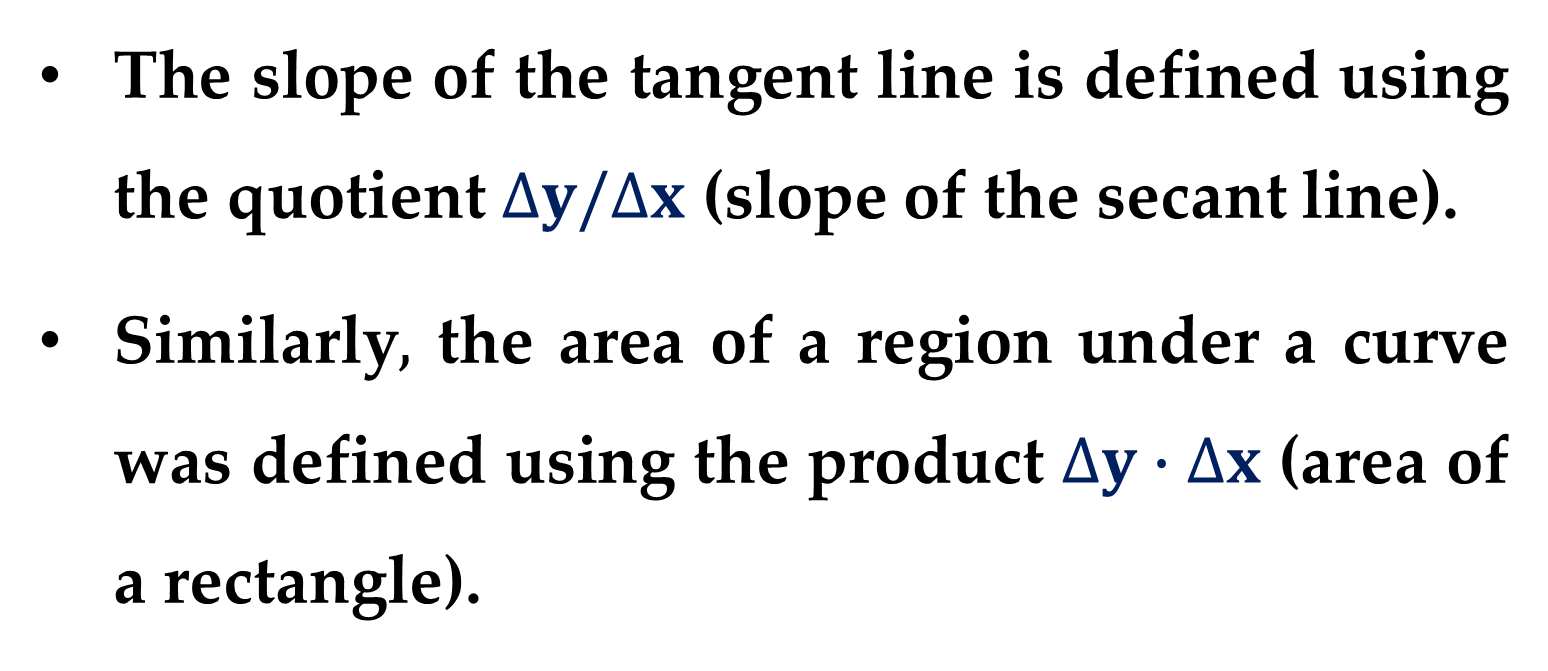 • The slope of the tangent line is defined using
the quotient Δy/Δx (slope of the secant line).
• Similarly, the area of a region under a curve
was defined using the product Δy · Δx (area of
a rectangle).